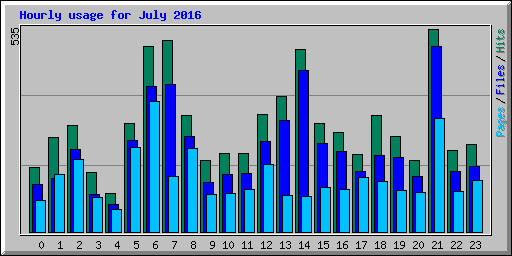 Hourly usage for July 2016
535
Pages/Files/Hits
0 1 2 3 4 5 6 7 8 9 10 11 12 13 14 15 16 17 18 19 20 21 22 23